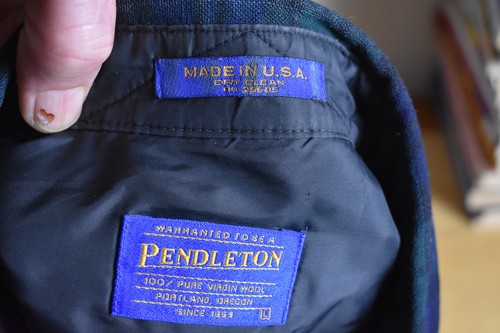 MADE IN U.S.A.
DRY CLEAN
WARRANTED TO BE A
PENDLETON
100% PURE VIRGIN WOOL
PORTLAND, OREGON
SINCE 1863 L